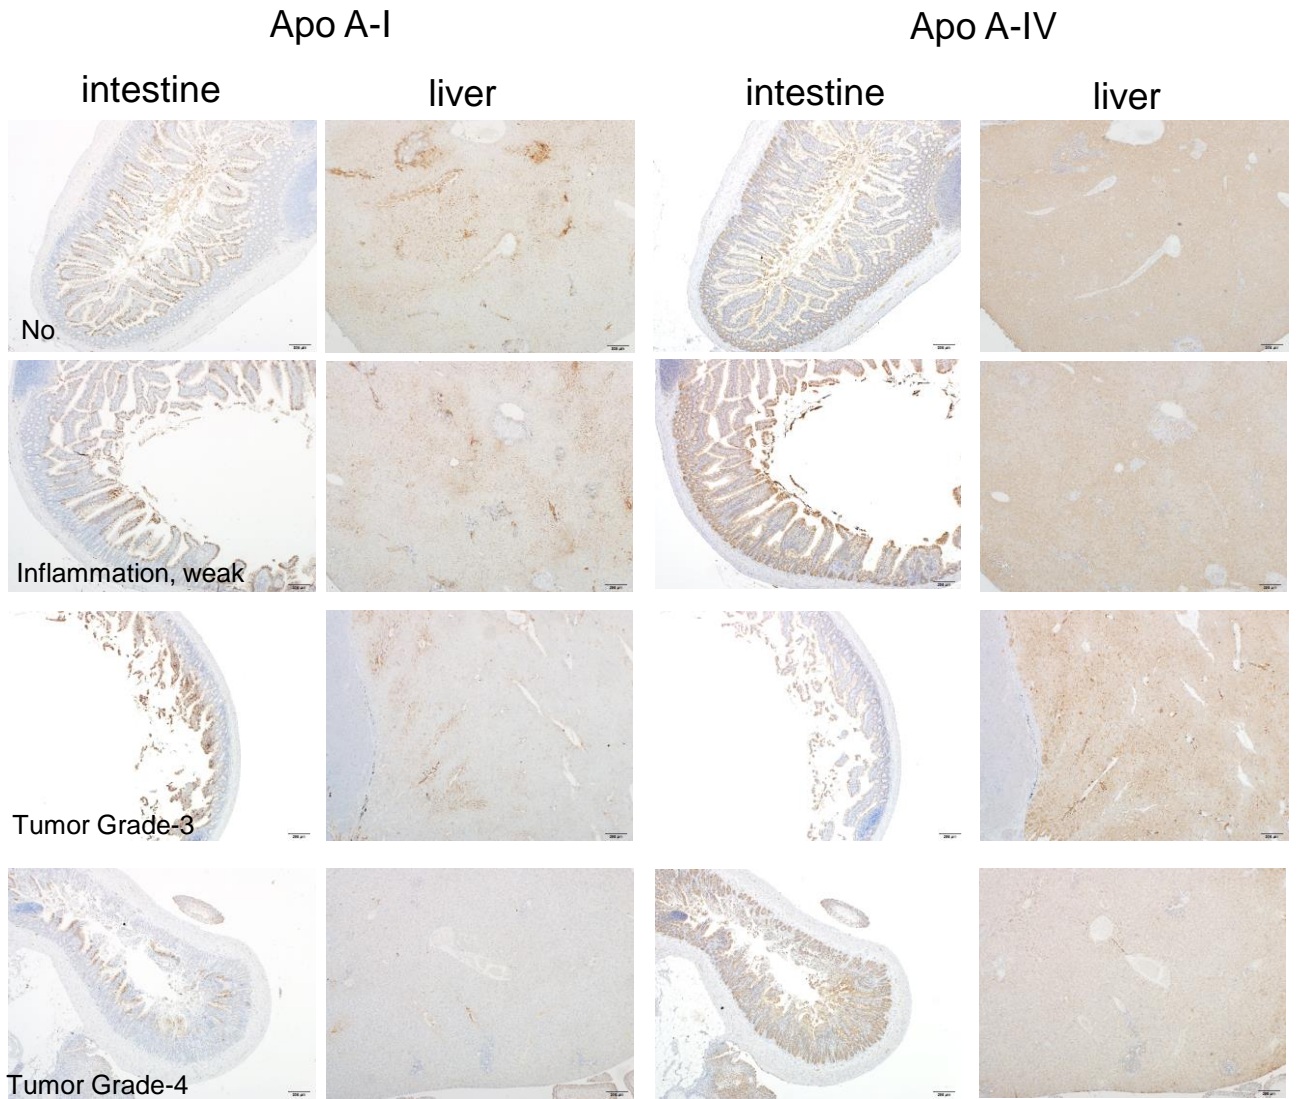 Apo A-I
Apo A-IV
intestine
liver
intestine
liver
No
Inflammation, weak
Tumor Grade-3
Tumor Grade-4